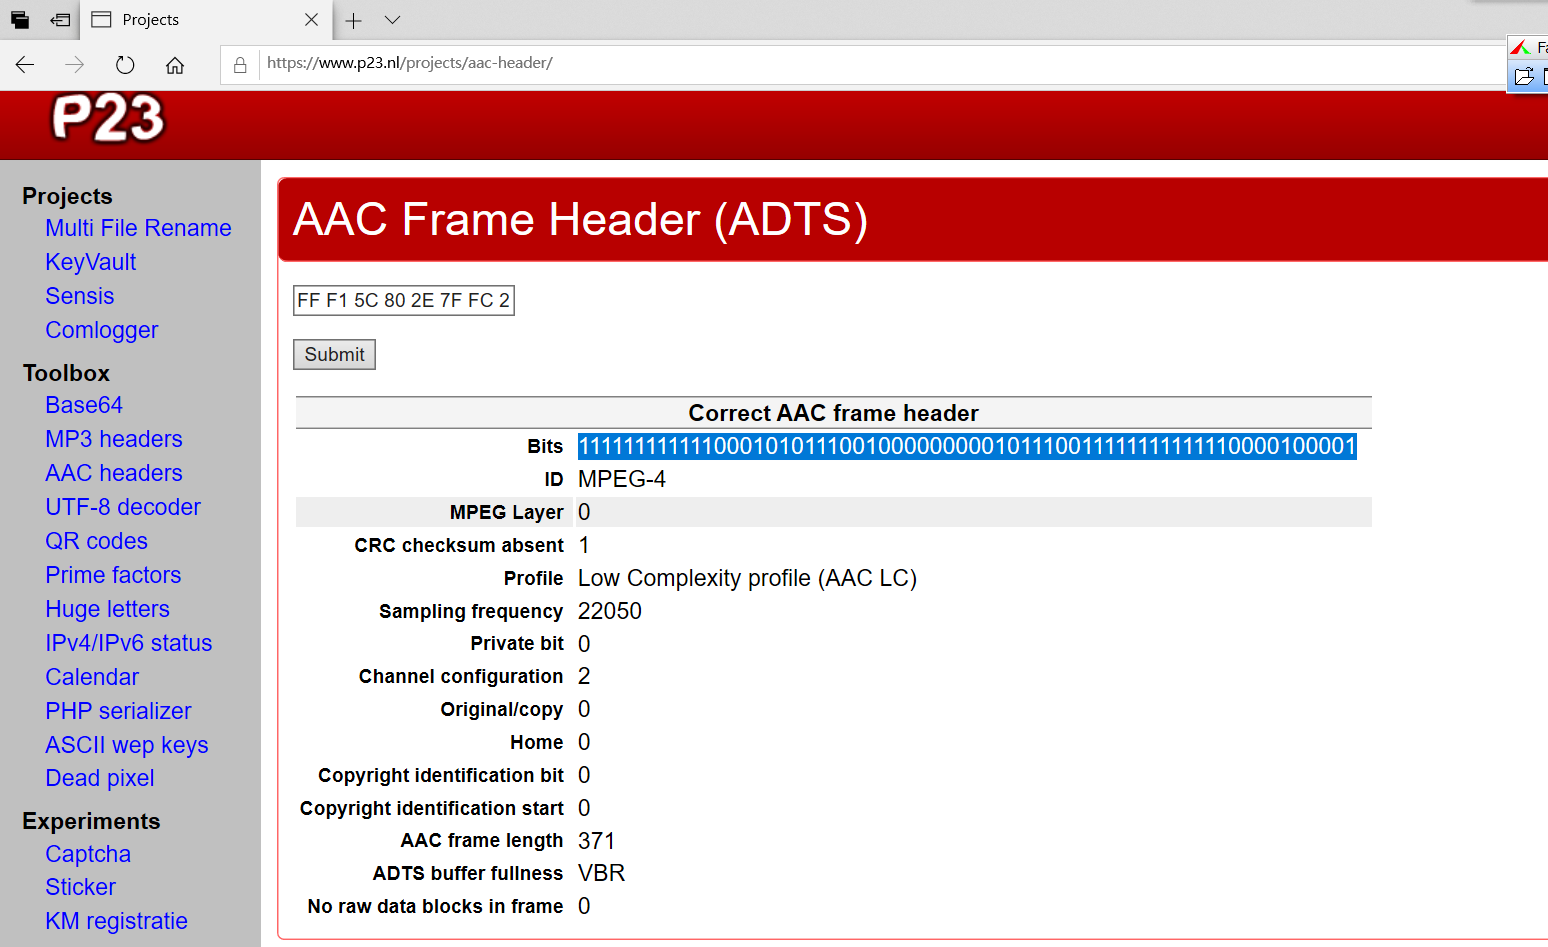 Projects
https://www.p23.nl/projects/aac-header/
Fa
P23
Projects
Multi File Rename
KeyVault
Sensis
Comlogger
Toolbox
Base64
MP3 headers
AAC headers
UTF-8 decoder
QR codes
Prime factors
Huge letters
IPv4/IPv6 status
Calendar
PHP serializer
ASCII wep keys
Dead pixel
Experiments
Captcha
Sticker
KM registratie
AAC Frame Header (ADTS)
FF F1 5C 80 2E 7F FC 2
Submit
Correct AAC frame header
Bits 1111111111110001010111001000000000101110011111111111110000100001
ID MPEG-4
MPEG Layer 0
CRC checksum absent 1
Profile Low Complexity profile (AAC LC)
Sampling frequency 22050
Private bit 0
Channel configuration 2
Original/copy 0
Home 0
Copyright identification bit 0
Copyright identification start 0
AAC frame length 371
ADTS buffer fullness VBR
No raw data blocks in frame 0